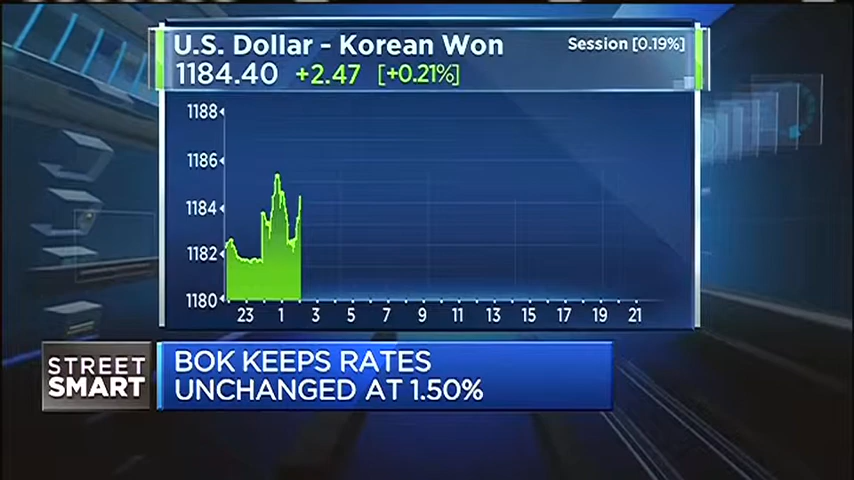 U.S. Dollar - Korean Won
Session [0.19%]
1184.40 +2.47 [+0.21%]
1188
1186
1184
1182
1180
23 1 3 5 7 9 11 13 15 17 19 21
STREET
SMART
BOK KEEPS RATES
UNCHANGED AT 1.50%